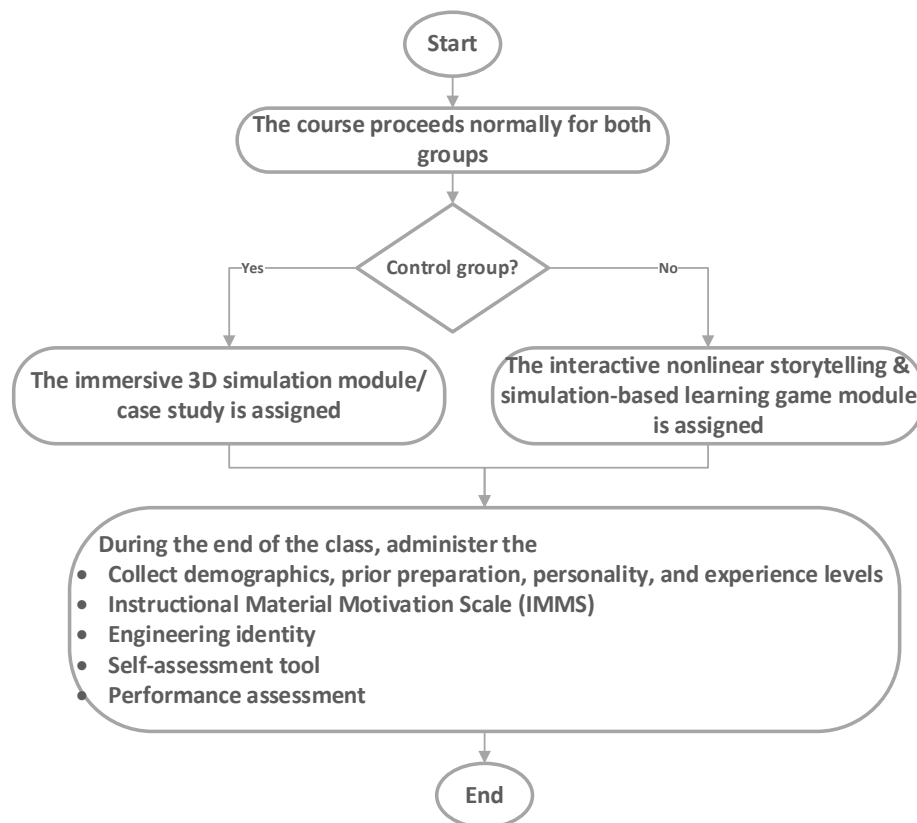 Start
The course proceeds normally for both
groups
Control group?
Yes
No
The immersive 3D simulation module/
case study is assigned
The interactive nonlinear storytelling &
simulation-based learning game module
is assigned
During the end of the class, administer the
• Collect demographics, prior preparation, personality, and experience levels
• Instructional Material Motivation Scale (IMMS)
• Engineering identity
• Self-assessment tool
• Performance assessment
End